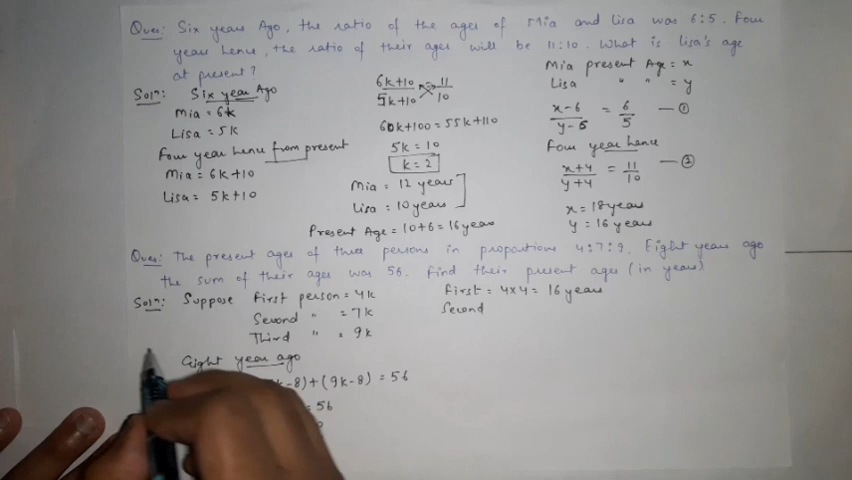 Ques: Six years Ago, the ratio of the ages of Mia and Lisa was 6:5. Four
years hence, the ratio of their ages will be 11:10. What is Lisa's age
at present?
Solⁿ: Six year Ago
Mia = 6k
Lisa = 5k
Four year hence from present
Mia = 6k+10
Lisa = 5k+10
6k+10/5k+10 = 11/10
60k+100 = 55k+110
5k = 10
k = 2
Mia = 12 years
Lisa = 10 years
Present Age = 10+6 = 16 years
Mia present Age = x
Lisa " " = y
x-6/y-6 = 6/5 — ①
Four year hence
x+4/y+4 = 11/10 — ②
x = 18 years
y = 16 years
Ques: The present ages of three persons in proportions 4:7:9. Eight years ago
the sum of their ages was 56. Find their present ages (in years)
Solⁿ: Suppose First person = 4k
Second " = 7k
Third " = 9k
Eight year ago
k-8)+(9k-8) = 56
= 56
First = 4x4 = 16 years
Second